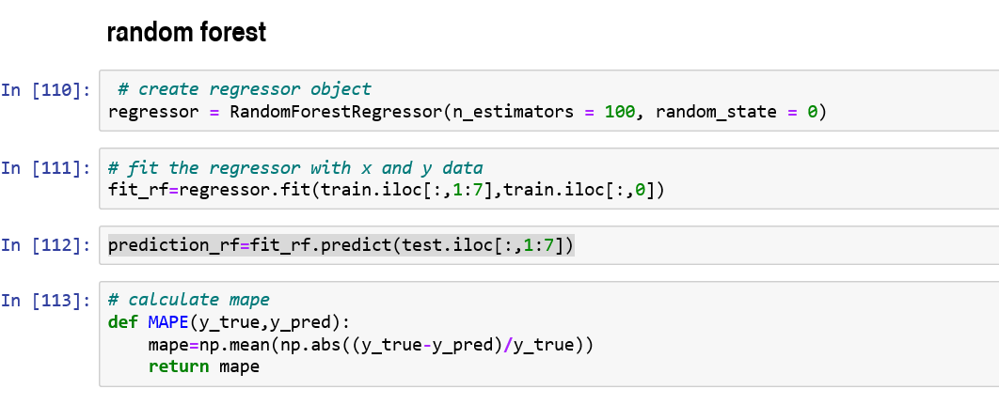 random forest
In [110]:
# create regressor object
regressor = RandomForestRegressor(n_estimators = 100, random_state = 0)
In [111]:
# fit the regressor with x and y data
fit_rf=regressor.fit(train.iloc[:,1:7],train.iloc[:,0])
In [112]:
prediction_rf=fit_rf.predict(test.iloc[:,1:7])
In [113]:
# calculate mape
def MAPE(y_true,y_pred):
    mape=np.mean(np.abs((y_true-y_pred)/y_true))
    return mape